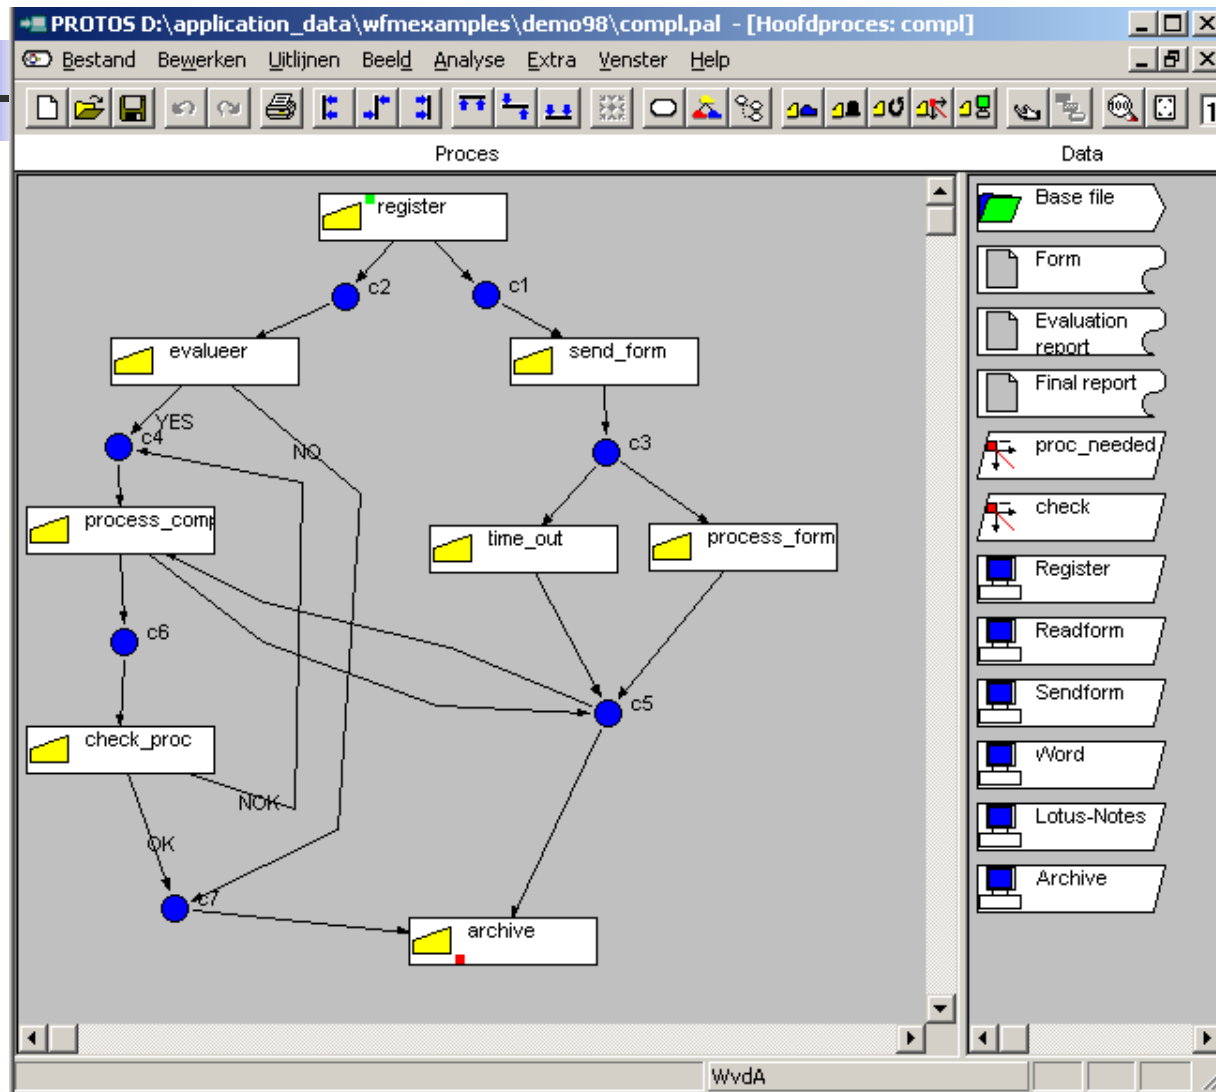 PROTOS D:\application_data\wfmexamples\demo98\compl.pal - [Hoofdproces: compl]
Bestand Bewerken Uitlijnen Beeld Analyse Extra Venster Help
Proces
Data
register
c2
c1
evalueer
send_form
YES
c4
NO
c3
process_comp
time_out
process_form
c6
c5
check_proc
NOK
OK
c7
archive
Base file
Form
Evaluation
report
Final report
proc_needed
check
Register
Readform
Sendform
Word
Lotus-Notes
Archive
WvdA